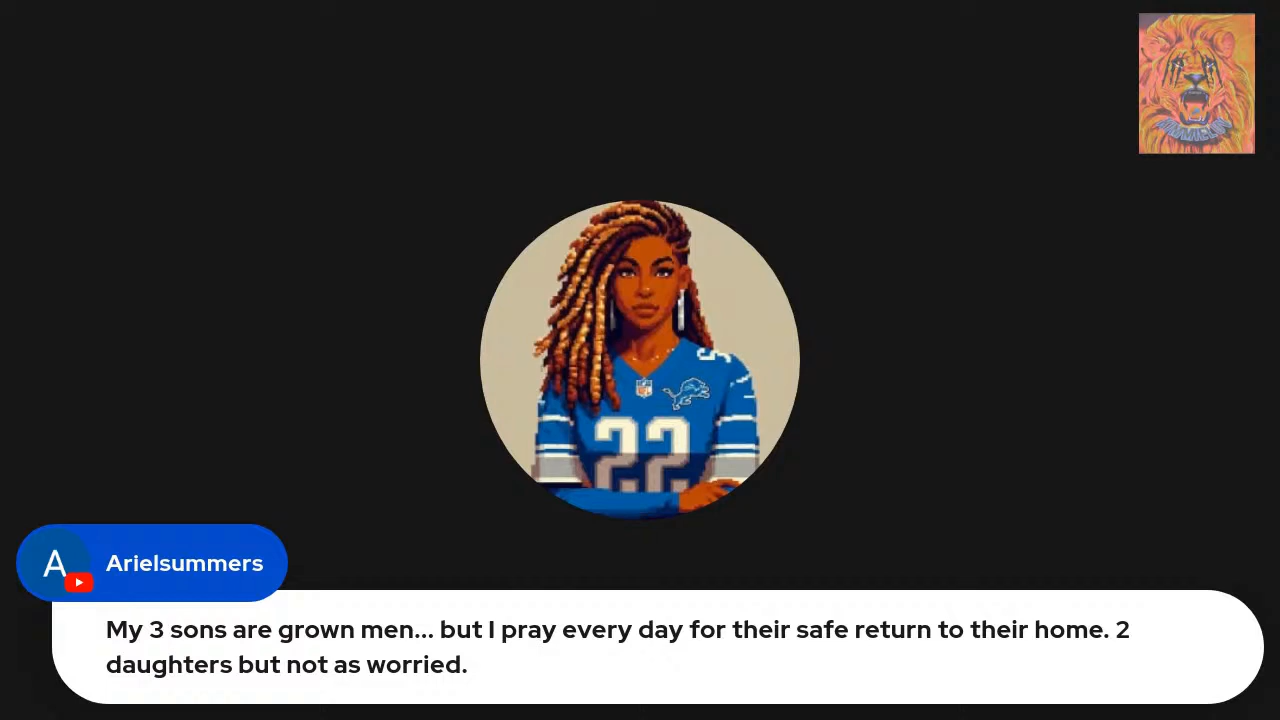 22
A Arielsummers
My 3 sons are grown men... but I pray every day for their safe return to their home. 2
daughters but not as worried.